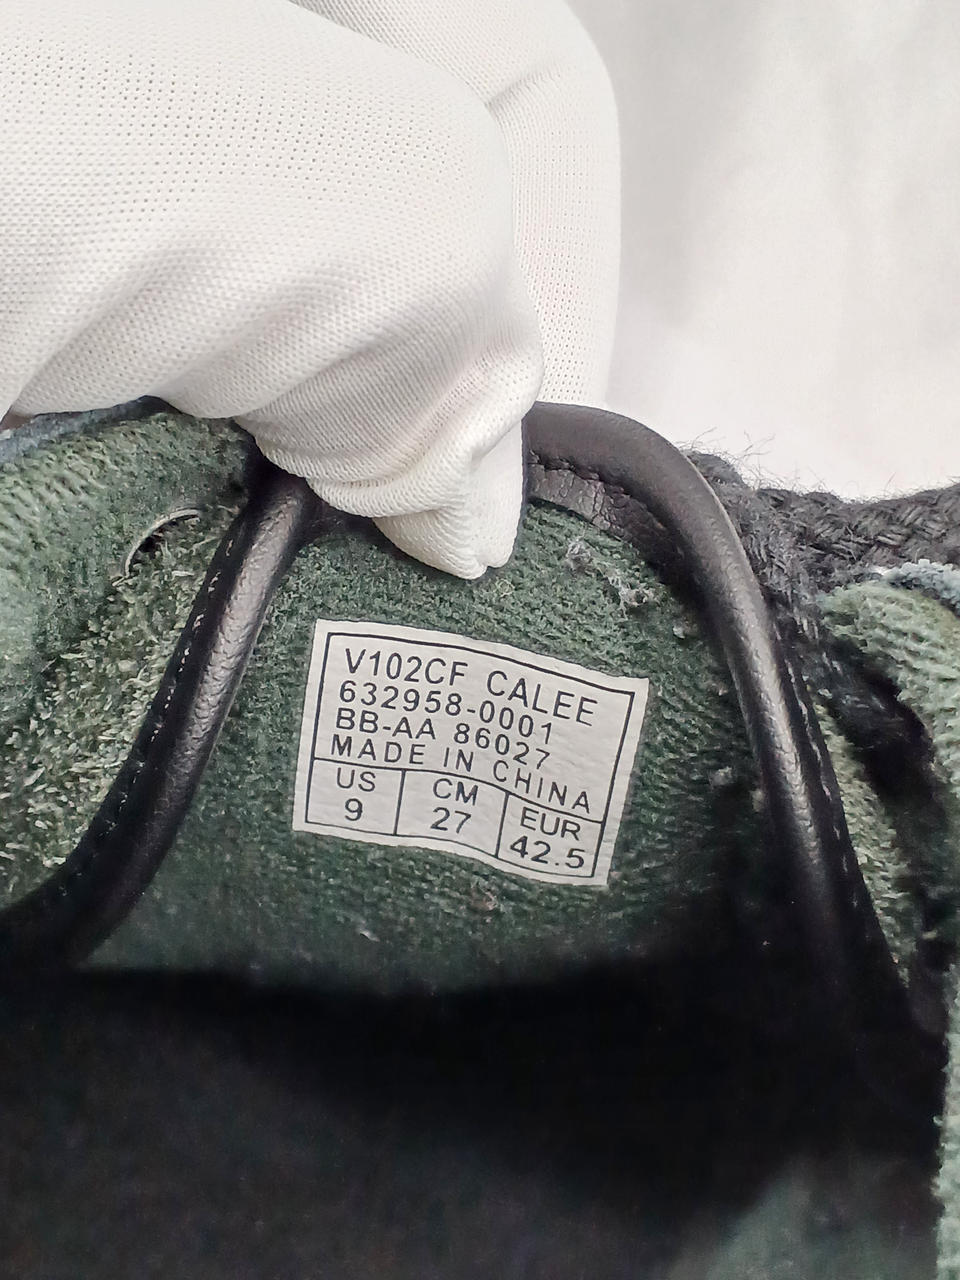 V102CF CALEE
632958-0001
BB-AA 86027
MADE IN CHINA
US CM EUR
9 27 42.5